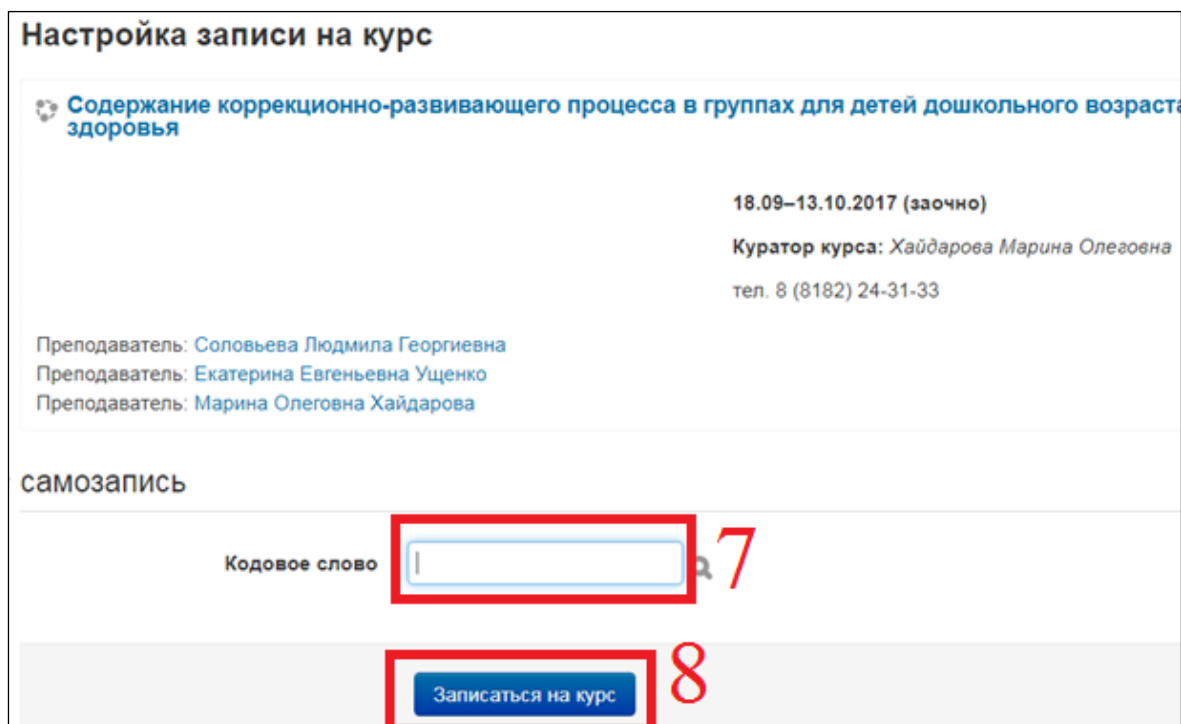 Настройка записи на курс
Содержание коррекционно-развивающего процесса в группах для детей дошкольного возраста
здоровья
18.09–13.10.2017 (заочно)
Куратор курса: Хайдарова Марина Олеговна
тел. 8 (8182) 24-31-33
Преподаватель: Соловьева Людмила Георгиевна
Преподаватель: Екатерина Евгеньевна Ущенко
Преподаватель: Марина Олеговна Хайдарова
самозапись
Кодовое слово 7
Записаться на курс 8